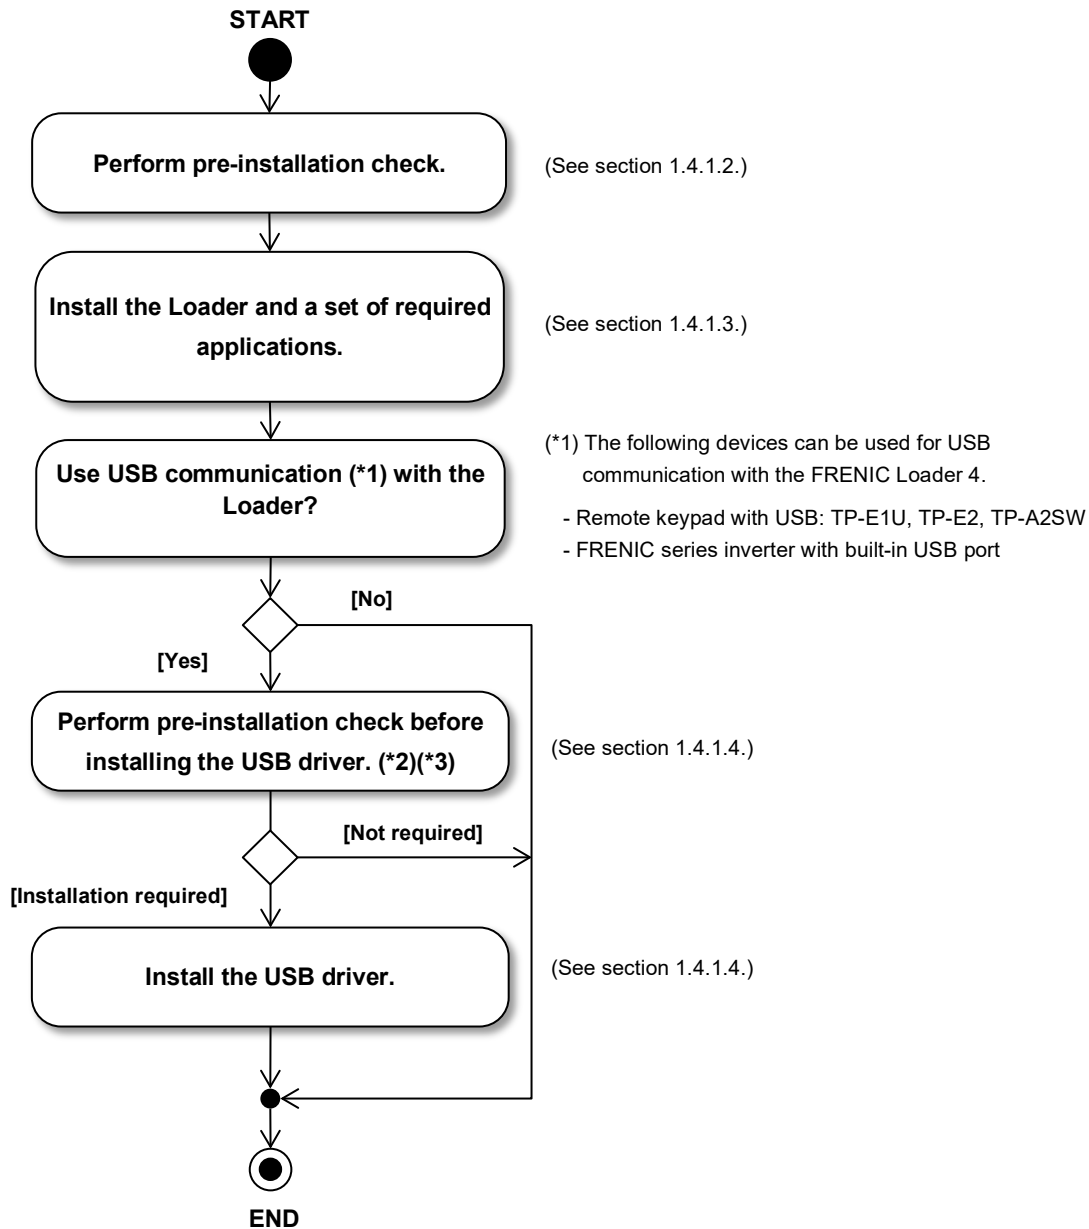 START
Perform pre-installation check.
(See section 1.4.1.2.)
Install the Loader and a set of required
applications.
(See section 1.4.1.3.)
Use USB communication (*1) with the
Loader?
(*1) The following devices can be used for USB
communication with the FRENIC Loader 4.
- Remote keypad with USB: TP-E1U, TP-E2, TP-A2SW
- FRENIC series inverter with built-in USB port
[No]
[Yes]
Perform pre-installation check before
installing the USB driver. (*2)(*3)
(See section 1.4.1.4.)
[Not required]
[Installation required]
Install the USB driver.
(See section 1.4.1.4.)
END